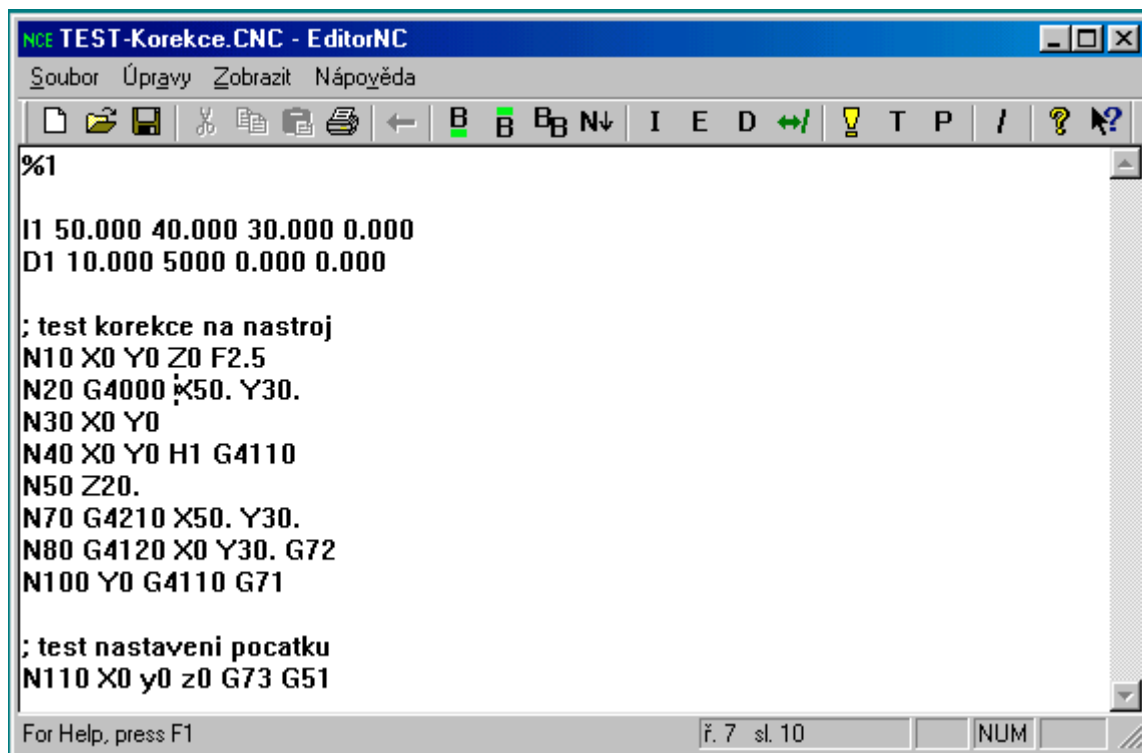 NCE TEST-Korekce.CNC - EditorNC
Soubor Úpravy Zobrazit Nápověda
B B BB N↓ I E D ↔/ T P / ? ?
%1
I1 50.000 40.000 30.000 0.000
D1 10.000 5000 0.000 0.000
; test korekce na nastroj
N10 X0 Y0 Z0 F2.5
N20 G4000 X50. Y30.
N30 X0 Y0
N40 X0 Y0 H1 G4110
N50 Z20.
N70 G4210 X50. Y30.
N80 G4120 X0 Y30. G72
N100 Y0 G4110 G71
; test nastaveni pocatku
N110 X0 y0 z0 G73 G51
For Help, press F1 ř. 7 sl. 10 NUM